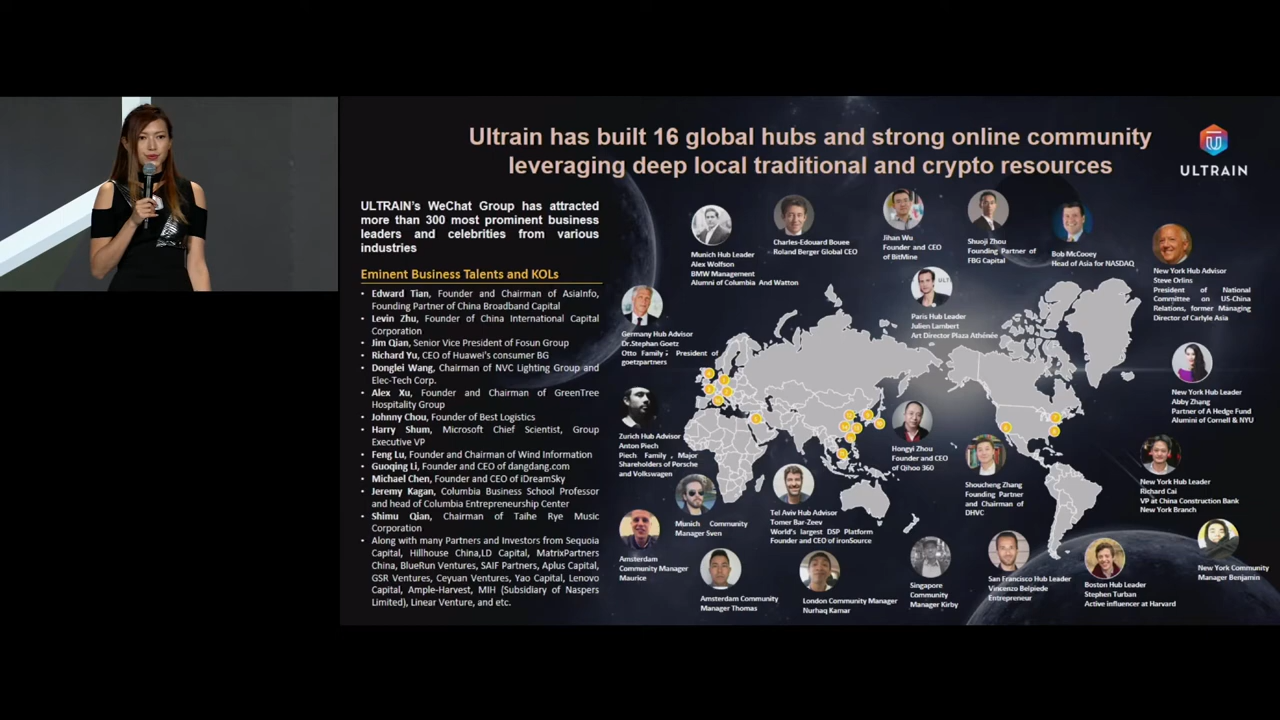 Ultrain has built 16 global hubs and strong online community
leveraging deep local traditional and crypto resources
ULTRAIN
ULTRAIN's WeChat Group has attracted
more than 300 most prominent business
leaders and celebrities from various
industries
Eminent Business Talents and KOLs
• Edward Tian, Founder and Chairman of AsiaInfo,
Founding Partner of China Broadband Capital
• Levin Zhu, Founder of China International Capital
Corporation
• Jim Qian, Senior Vice President of Fosun Group
• Richard Yu, CEO of Huawei's consumer BG
• Donglei Wang, Chairman of NVC Lighting Group and
Elec-Tech Corp.
• Alex Xu, Founder and Chairman of GreenTree
Hospitality Group
• Johnny Chou, Founder of Best Logistics
• Harry Shum, Microsoft Chief Scientist, Group
Executive VP
• Feng Lu, Founder and Chairman of Wind Information
• Guoqing Li, Founder and CEO of dangdang.com
• Michael Chen, Founder and CEO of iDreamSky
• Jeremy Kagan, Columbia Business School Professor
and head of Columbia Entrepreneurship Center
• Shimu Qian, Chairman of Taihe Rye Music
Corporation
• Along with many Partners and Investors from Sequoia
Capital, Hillhouse China,LD Capital, MatrixPartners
China, BlueRun Ventures, SAIF Partners, Aplus Capital,
GSR Ventures, Ceyuan Ventures, Yao Capital, Lenovo
Capital, Ample-Harvest, MIH (Subsidiary of Naspers
Limited), Linear Venture, and etc.
Munich Hub Leader
Alex Wolfson
BMW Management
Alumni of Columbia And Watton
Charles-Edouard Bouee
Roland Berger Global CEO
Jihan Wu
Founder and CEO
of BitMine
Shuoji Zhou
Founding Partner of
FBG Capital
Bob McCooey
Head of Asia for NASDAQ
New York Hub Advisor
Steve Orlins
President of National
Committee on US-China
Relations, former Managing
Director of Carlyle Asia
Germany Hub Advisor
Dr.Stephan Goetz
Otto Family; President of
goetzpartners
Paris Hub Leader
Julien Lambert
Art Director Plaza Athénée
New York Hub Leader
Abby Zhang
Partner of A Hedge Fund
Alumini of Cornell & NYU
Zurich Hub Advisor
Anton Piech
Piech Family, Major
Shareholders of Porsche
and Volkswagen
Hongyi Zhou
Founder and CEO
of Qihoo 360
Shoucheng Zhang
Founding Partner
and Chairman of
DHVC
New York Hub Leader
Richard Cai
VP at China Construction Bank
New York Branch
Munich Community
Manager Sven
Tel Aviv Hub Advisor
Tomer Bar-Zeev
World's largest DSP Platform
Founder and CEO of ironSource
Amsterdam
Community Manager
Maurice
Amsterdam Community
Manager Thomas
London Community Manager
Nurhaq Kamar
Singapore
Community
Manager Kirby
San Francisco Hub Leader
Vincenzo Belpiede
Entrepreneur
Boston Hub Leader
Stephen Turban
Active influencer at Harvard
New York Community
Manager Benjamin